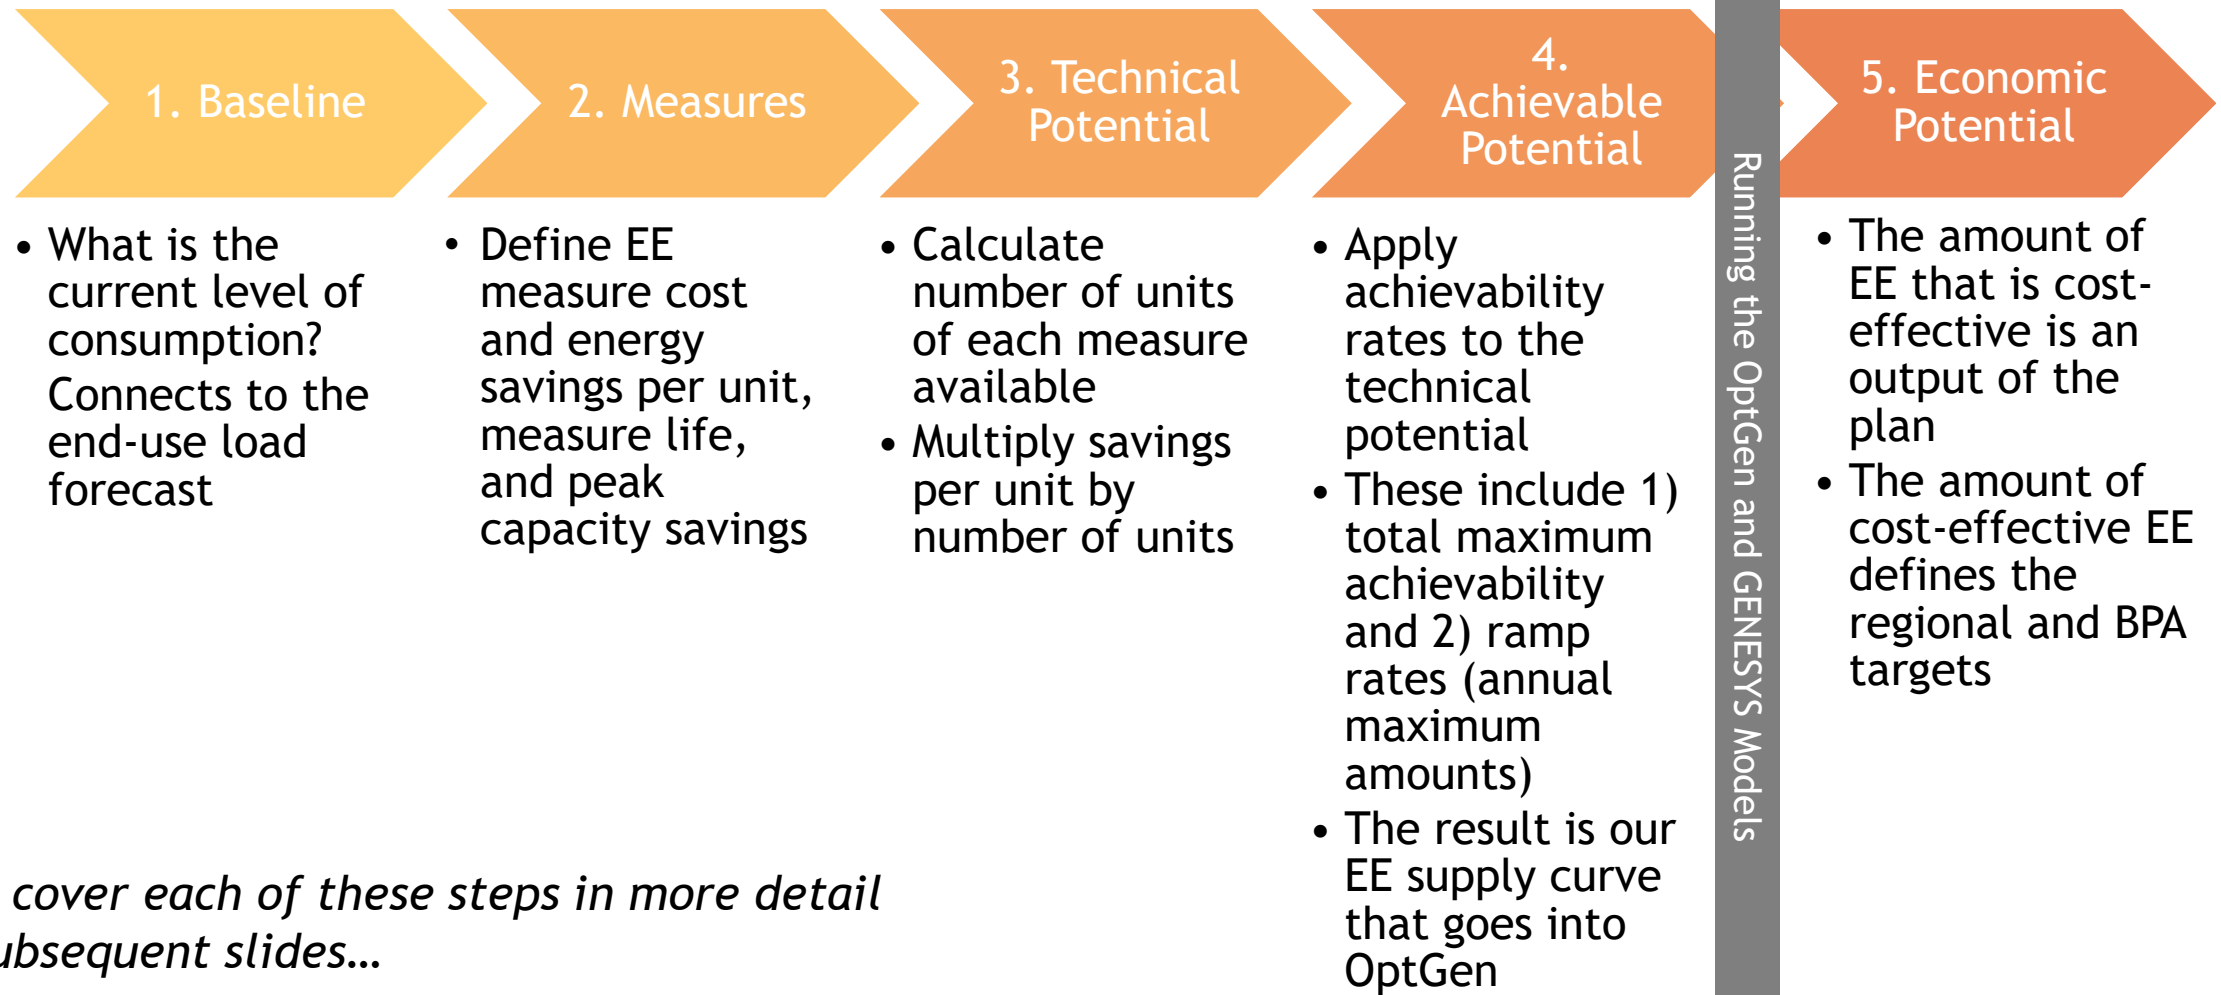 1. Baseline
• What is the
current level of
consumption?
Connects to the
end-use load
forecast
2. Measures
• Define EE
measure cost
and energy
savings per unit,
measure life,
and peak
capacity savings
3. Technical
Potential
• Calculate
number of units
of each measure
available
• Multiply savings
per unit by
number of units
4.
Achievable
Potential
• Apply
achievability
rates to the
technical
potential
• These include 1)
total maximum
achievability
and 2) ramp
rates (annual
maximum
amounts)
• The result is our
EE supply curve
that goes into
OptGen
Running the OptGen and GENESYS Models
5. Economic
Potential
• The amount of
EE that is cost-
effective is an
output of the
plan
• The amount of
cost-effective EE
defines the
regional and BPA
targets
cover each of these steps in more detail
subsequent slides…